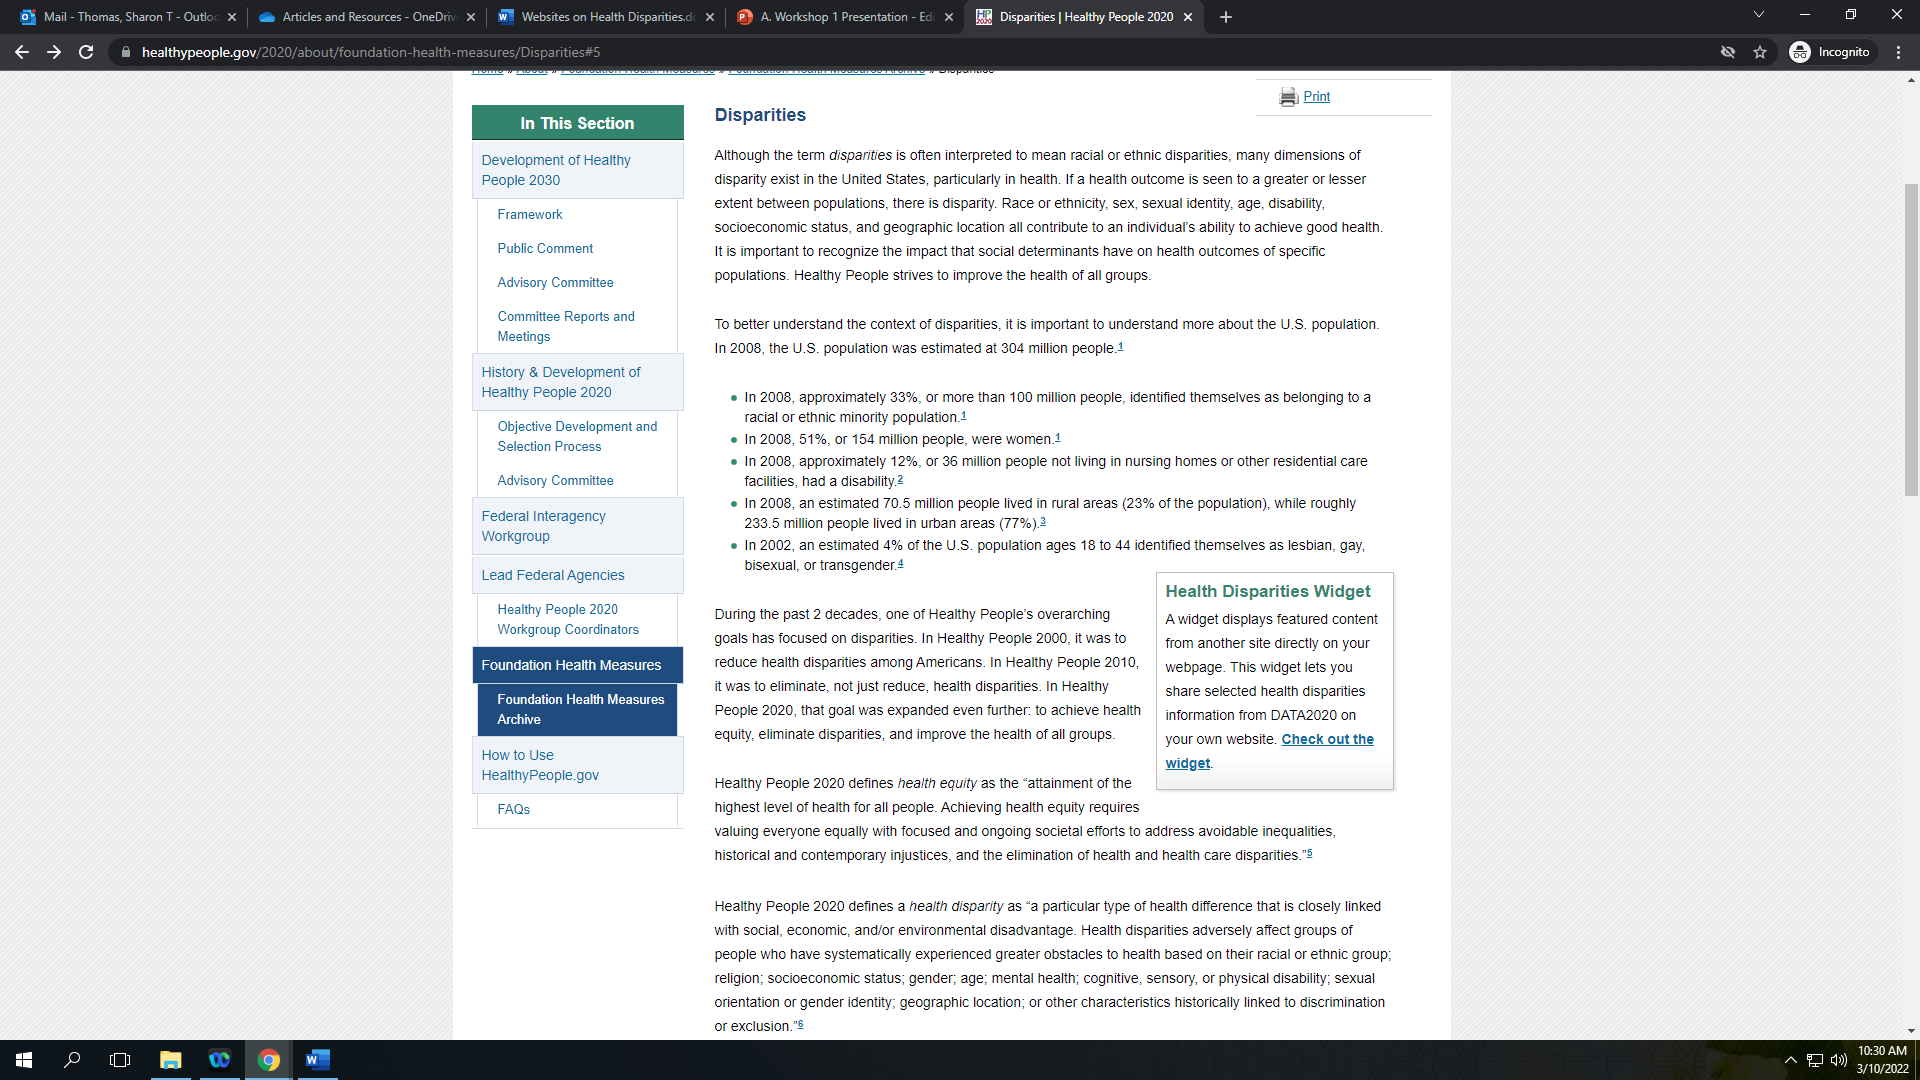 Mail - Thomas, Sharon T - Outloo
Articles and Resources - OneDrive
Websites on Health Disparities.do
A. Workshop 1 Presentation - Edi
Disparities | Healthy People 2020
healthypeople.gov/2020/about/foundation-health-measures/Disparities#5
Incognito
Home » About » Foundation Health Measures » Foundation Health Measures Archive » Disparities
Print
In This Section
Development of Healthy
People 2030
Framework
Public Comment
Advisory Committee
Committee Reports and
Meetings
History & Development of
Healthy People 2020
Objective Development and
Selection Process
Advisory Committee
Federal Interagency
Workgroup
Lead Federal Agencies
Healthy People 2020
Workgroup Coordinators
Foundation Health Measures
Foundation Health Measures
Archive
How to Use
HealthyPeople.gov
FAQs
Disparities
Although the term disparities is often interpreted to mean racial or ethnic disparities, many dimensions of
disparity exist in the United States, particularly in health. If a health outcome is seen to a greater or lesser
extent between populations, there is disparity. Race or ethnicity, sex, sexual identity, age, disability,
socioeconomic status, and geographic location all contribute to an individual’s ability to achieve good health.
It is important to recognize the impact that social determinants have on health outcomes of specific
populations. Healthy People strives to improve the health of all groups.
To better understand the context of disparities, it is important to understand more about the U.S. population.
In 2008, the U.S. population was estimated at 304 million people.1
• In 2008, approximately 33%, or more than 100 million people, identified themselves as belonging to a
racial or ethnic minority population.1
• In 2008, 51%, or 154 million people, were women.1
• In 2008, approximately 12%, or 36 million people not living in nursing homes or other residential care
facilities, had a disability.2
• In 2008, an estimated 70.5 million people lived in rural areas (23% of the population), while roughly
233.5 million people lived in urban areas (77%).3
• In 2002, an estimated 4% of the U.S. population ages 18 to 44 identified themselves as lesbian, gay,
bisexual, or transgender.4
During the past 2 decades, one of Healthy People’s overarching
goals has focused on disparities. In Healthy People 2000, it was to
reduce health disparities among Americans. In Healthy People 2010,
it was to eliminate, not just reduce, health disparities. In Healthy
People 2020, that goal was expanded even further: to achieve health
equity, eliminate disparities, and improve the health of all groups.
Health Disparities Widget
A widget displays featured content
from another site directly on your
webpage. This widget lets you
share selected health disparities
information from DATA2020 on
your own website. Check out the
widget.
Healthy People 2020 defines health equity as the “attainment of the
highest level of health for all people. Achieving health equity requires
valuing everyone equally with focused and ongoing societal efforts to address avoidable inequalities,
historical and contemporary injustices, and the elimination of health and health care disparities.”5
Healthy People 2020 defines a health disparity as “a particular type of health difference that is closely linked
with social, economic, and/or environmental disadvantage. Health disparities adversely affect groups of
people who have systematically experienced greater obstacles to health based on their racial or ethnic group;
religion; socioeconomic status; gender; age; mental health; cognitive, sensory, or physical disability; sexual
orientation or gender identity; geographic location; or other characteristics historically linked to discrimination
or exclusion.”6
10:30 AM
3/10/2022